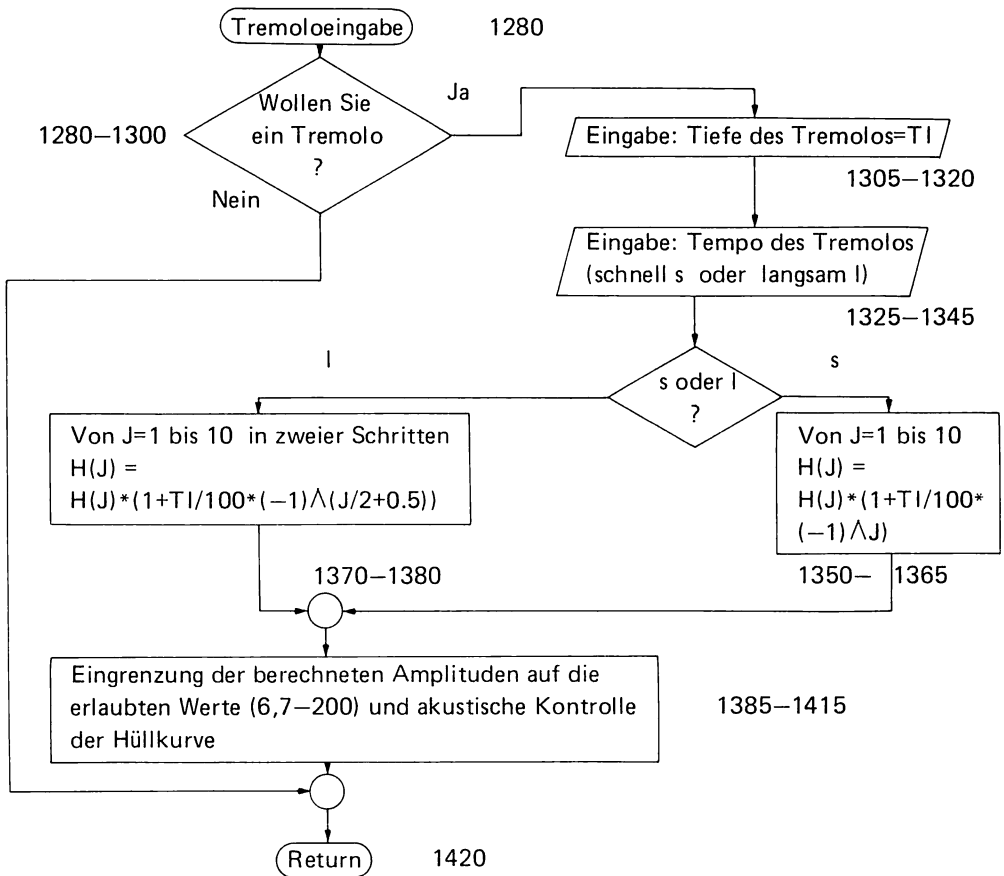 Tremoloeingabe
1280
Wollen Sie
ein Tremolo
?
1280–1300
Ja
Nein
Eingabe: Tiefe des Tremolos=TI
1305–1320
Eingabe: Tempo des Tremolos
(schnell s oder langsam l)
1325–1345
s oder l
?
l
s
Von J=1 bis 10 in zweier Schritten
H(J) =
H(J)*(1+TI/100*(−1)⋀(J/2+0.5))
1370–1380
Von J=1 bis 10
H(J) =
H(J)*(1+TI/100*
(−1)⋀J)
1350– 1365
Eingrenzung der berechneten Amplituden auf die
erlaubten Werte (6,7–200) und akustische Kontrolle
der Hüllkurve
1385–1415
Return
1420